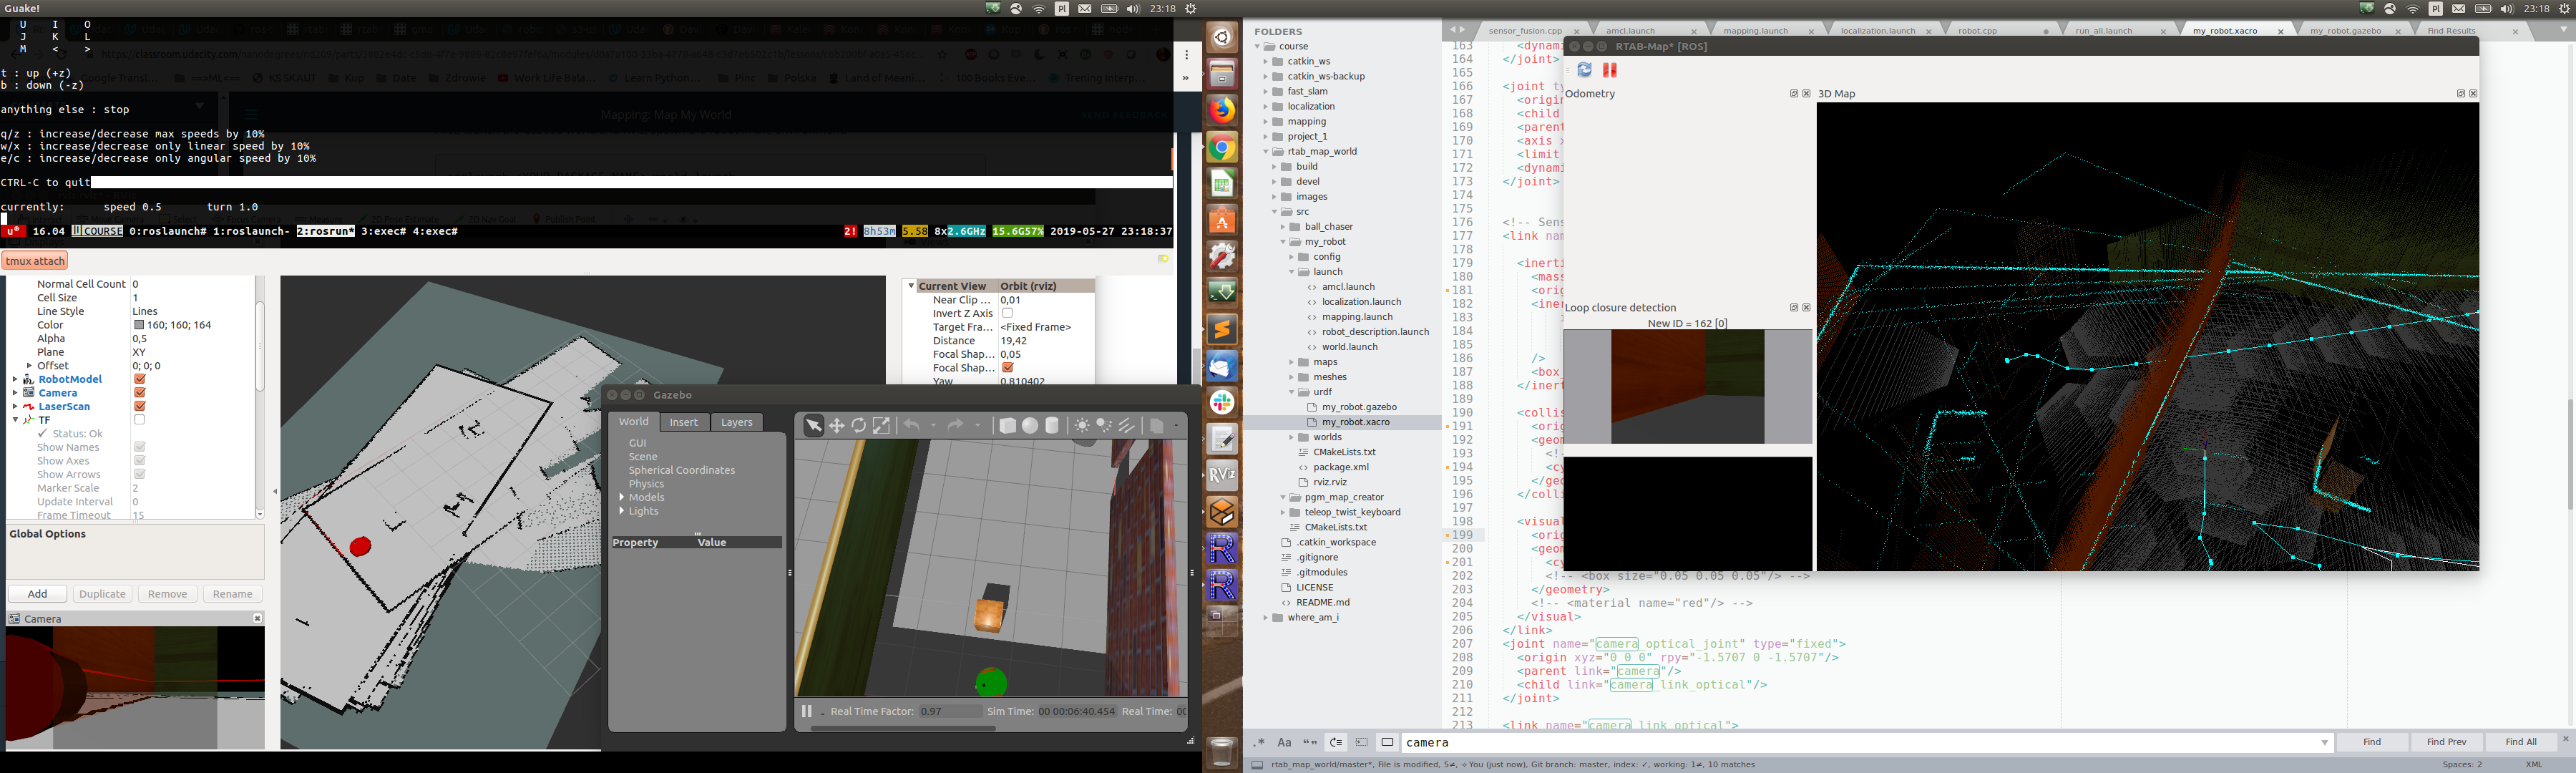 Guake!
Pl
23:18
U I O
J K L
M < >
t : up (+z)
b : down (-z)
anything else : stop
q/z : increase/decrease max speeds by 10%
w/x : increase/decrease only linear speed by 10%
e/c : increase/decrease only angular speed by 10%
CTRL-C to quit
currently: speed 0.5 turn 1.0
Mapping: Map My World
u* 16.04 COURSE 0:roslaunch# 1:roslaunch- 2:rosrun* 3:exec# 4:exec#
2! 8h53m 5.58 8x2.6GHz 15.6G57% 2019-05-27 23:18:37
tmux attach
Normal Cell Count 0
Cell Size 1
Line Style Lines
Color 160; 160; 164
Alpha 0,5
Plane XY
Offset 0; 0; 0
RobotModel
Camera
LaserScan
TF
Status: Ok
Show Names
Show Axes
Show Arrows
Marker Scale 2
Update Interval 0
Frame Timeout 15
Global Options
Add Duplicate Remove Rename
Camera
Current View Orbit (rviz)
Near Clip ... 0,01
Invert Z Axis
Target Fra... <Fixed Frame>
Distance 19,42
Focal Shap... 0,05
Focal Shap...
Yaw 0.810402
Gazebo
World Insert Layers
GUI
Scene
Spherical Coordinates
Physics
Models
Lights
Property Value
Real Time Factor: 0.97 Sim Time: 00 00:06:40.454 Real Time:
RViz
Pl
23:18
FOLDERS
course
catkin_ws
catkin_ws-backup
fast_slam
localization
mapping
project_1
rtab_map_world
build
devel
images
src
ball_chaser
my_robot
config
launch
amcl.launch
localization.launch
mapping.launch
robot_description.launch
world.launch
maps
meshes
urdf
my_robot.gazebo
my_robot.xacro
worlds
CMakeLists.txt
package.xml
rviz.rviz
pgm_map_creator
teleop_twist_keyboard
CMakeLists.txt
.catkin_workspace
.gitignore
.gitmodules
LICENSE
README.md
where_am_i
sensor_fusion.cpp amcl.launch mapping.launch localization.launch robot.cpp run_all.launch my_robot.xacro my_robot.gazebo Find Results
163 <dynami
164 </joint>
165
166 <joint ty
167 <origin
168 <child
169 <parent
170 <axis x
171 <limit
172 <dynami
173 </joint>
174
175
176 <!-- Sens
177 <link nam
178
179 <inerti
180 <mass
181 <orig
182 <iner
183 i
184
185
186 />
187 <box_
188 </inert
189
190 <collis
191 <orig
192 <geom
193 <!-
194 <cy
195 </geo
196 </colli
197
198 <visual
199 <orig
200 <geom
201 <cy
202 <!-- <box size="0.05 0.05 0.05"/> -->
203 </geometry>
204 <!-- <material name="red"/> -->
205 </visual>
206 </link>
207 <joint name="camera_optical_joint" type="fixed">
208 <origin xyz="0 0 0" rpy="-1.5707 0 -1.5707"/>
209 <parent link="camera"/>
210 <child link="camera_link_optical"/>
211 </joint>
212
213 <link name="camera_link_optical">
RTAB-Map* [ROS]
Odometry
3D Map
Loop closure detection
New ID = 162 [0]
.* Aa “” camera Find Find Prev Find All
rtab_map_world/master*, File is modified, 5≠, You (just now), Git branch: master, index: ✓, working: 1≠, 10 matches
Spaces: 2 XML